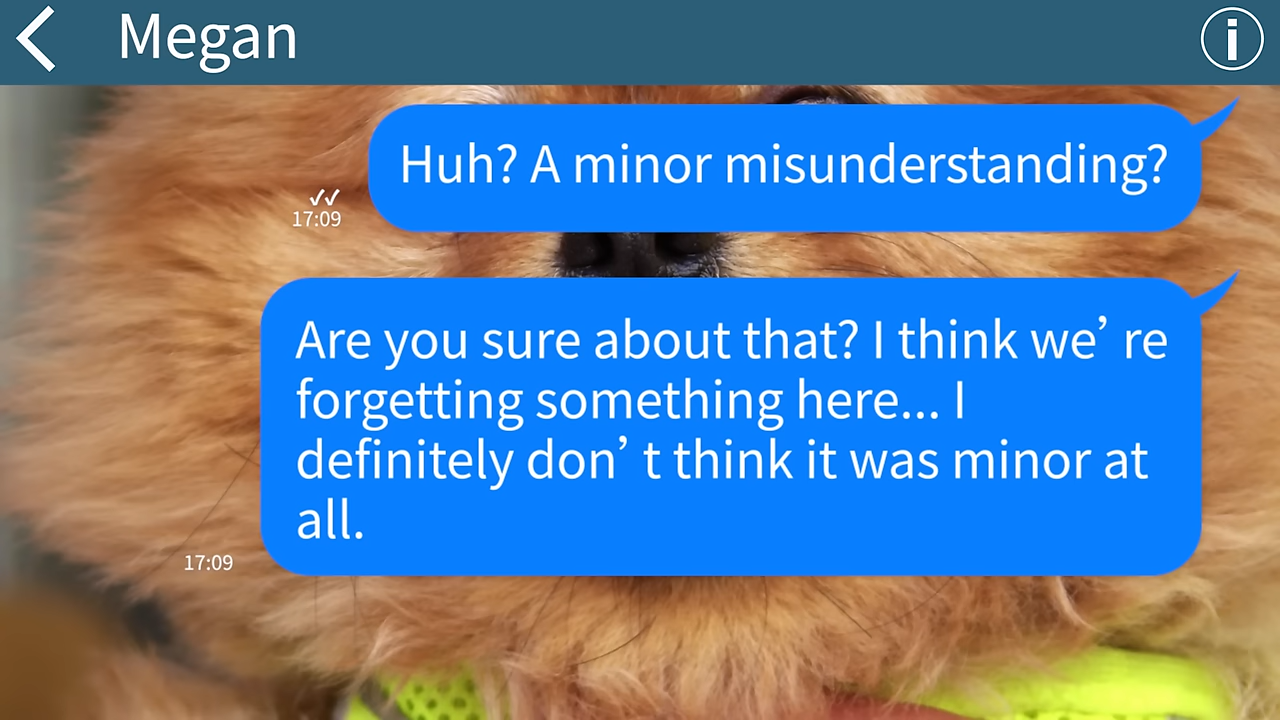 Megan
Huh? A minor misunderstanding?
17:09
Are you sure about that? I think we’ re
forgetting something here... I
definitely don’ t think it was minor at
all.
17:09